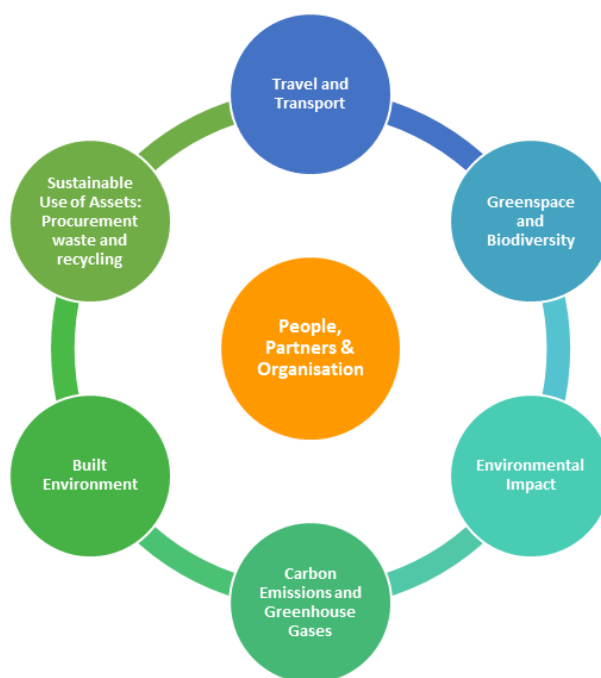 Travel and
Transport
Greenspace
and
Biodiversity
Environmental
Impact
Carbon
Emissions and
Greenhouse
Gases
Built
Environment
Sustainable
Use of Assets:
Procurement
waste and
recycling
People,
Partners &
Organisation